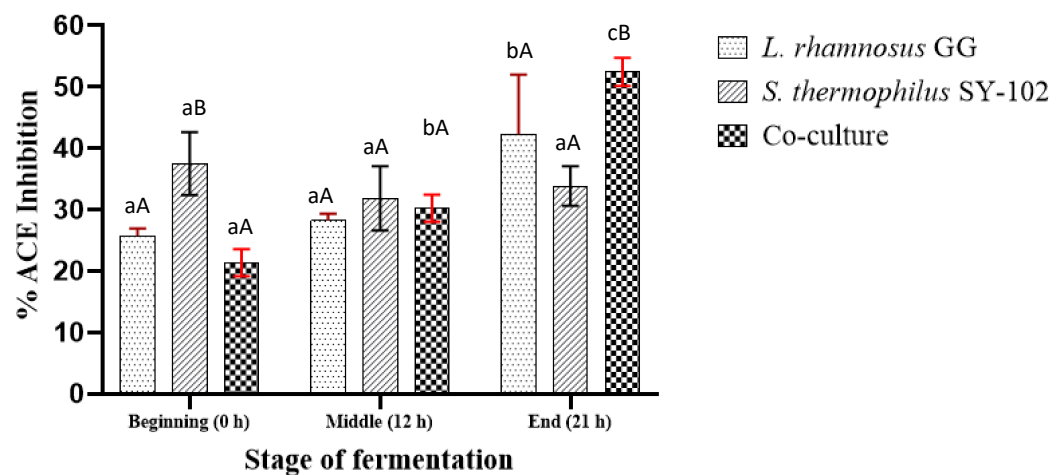 % ACE Inhibition
60
50
40
30
20
10
0
aA
aB
aA
aA
aA
bA
bA
aA
cB
Beginning (0 h)
Middle (12 h)
End (21 h)
Stage of fermentation
L. rhamnosus GG
S. thermophilus SY-102
Co-culture